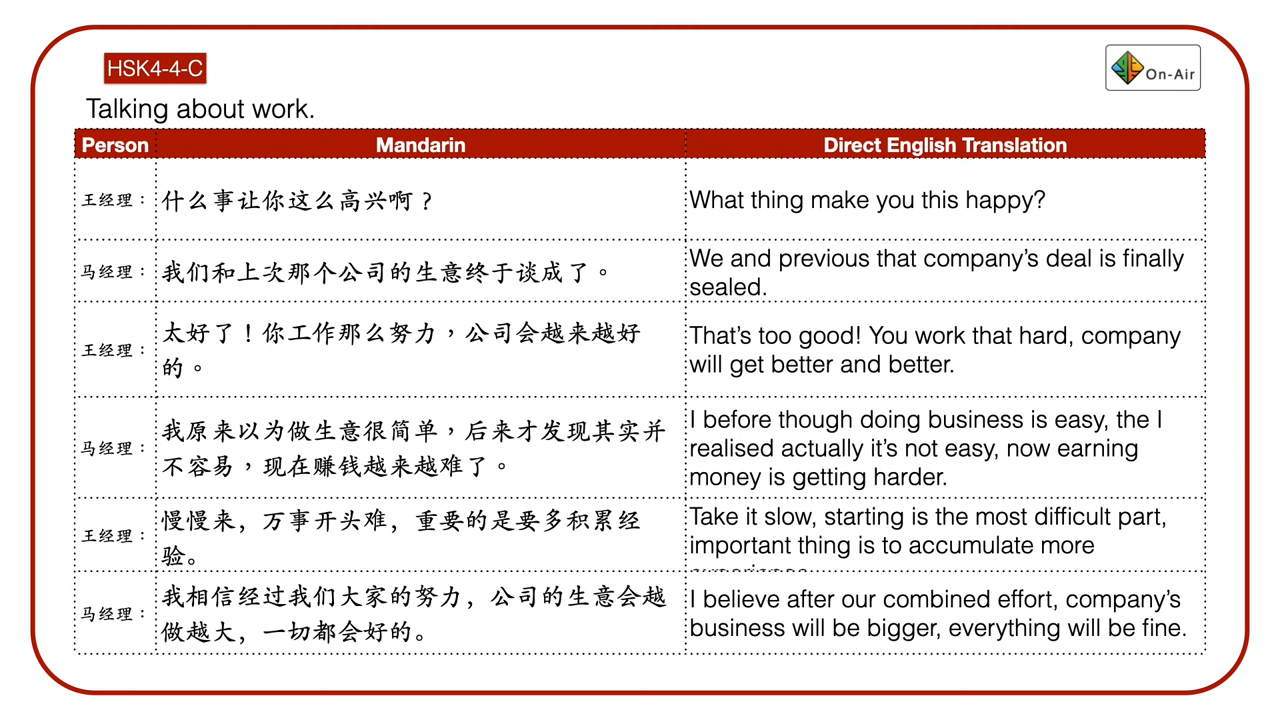 HSK4-4-C
On-Air
Talking about work.
Person Mandarin Direct English Translation
王经理：
什么事让你这么高兴啊？
What thing make you this happy?
马经理：
我们和上次那个公司的生意终于谈成了。
We and previous that company's deal is finally
sealed.
王经理：
太好了！你工作那么努力，公司会越来越好
的。
That's too good! You work that hard, company
will get better and better.
马经理：
我原来以为做生意很简单，后来才发现其实并
不容易，现在赚钱越来越难了。
I before though doing business is easy, the I
realised actually it's not easy, now earning
money is getting harder.
王经理：
慢慢来，万事开头难，重要的是要多积累经
验。
Take it slow, starting is the most difficult part,
important thing is to accumulate more
马经理：
我相信经过我们大家的努力，公司的生意会越
做越大，一切都会好的。
I believe after our combined effort, company's
business will be bigger, everything will be fine.